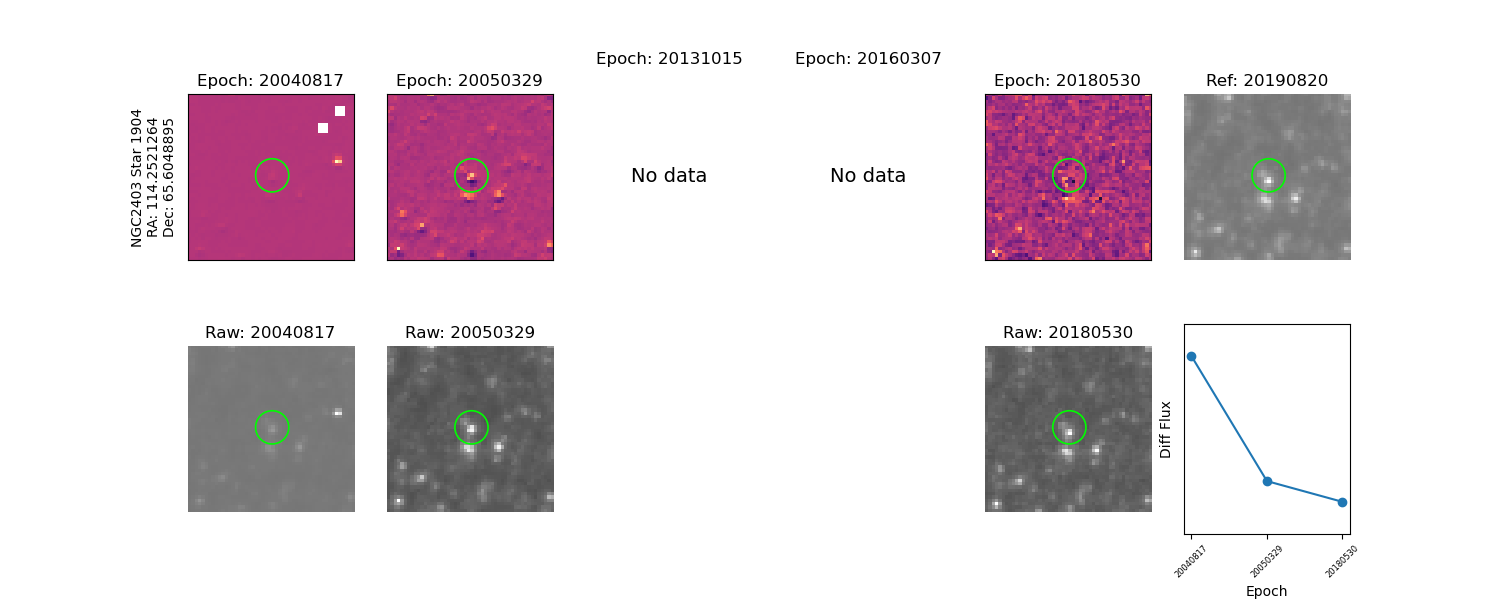 Epoch: 20040817
Epoch: 20050329
Epoch: 20131015
Epoch: 20160307
Epoch: 20180530
Ref: 20190820
NGC2403 Star 1904
RA: 114.2521264
Dec: 65.6048895
No data
No data
Raw: 20040817
Raw: 20050329
Raw: 20180530
Diff Flux
20040817
20050329
20180530
Epoch